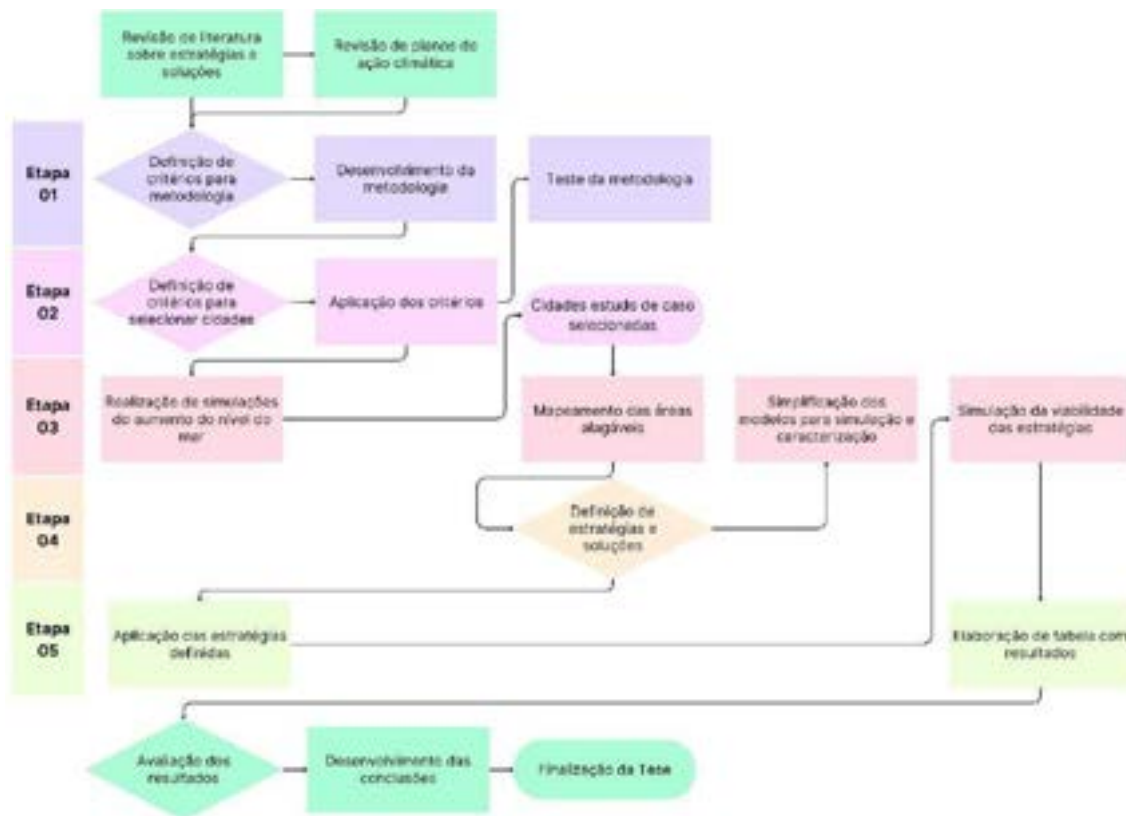 Revisão de literatura
sobre estratégias e
soluções
Revisão de planos de
ação climática
Etapa
01
Definição de
critérios para
metodologia
Desenvolvimento da
metodologia
Teste da metodologia
Etapa
02
Definição de
critérios para
selecionar cidades
Aplicação dos critérios
Cidades estudo de caso
selecionadas
Etapa
03
Realização de simulações
do aumento do nível do
mar
Mapeamento das áreas
alagáveis
Simplificação dos
modelos para simulação e
caracterização
Simulação da viabilidade
das estratégias
Etapa
04
Definição de
estratégias e
soluções
Etapa
05
Aplicação das estratégias
definidas
Elaboração de tabela com
resultados
Avaliação dos
resultados
Desenvolvimento das
conclusões
Finalização da Tese